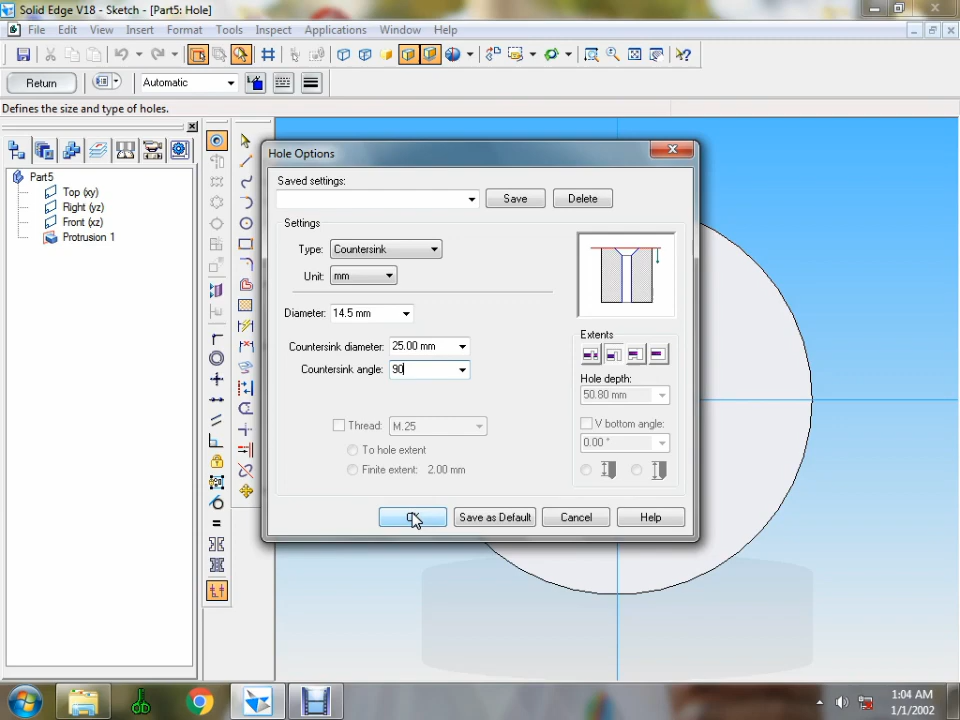 Solid Edge V18 - Sketch - [Part5: Hole]
File Edit View Insert Format Tools Inspect Applications Window Help
Return Automatic
Defines the size and type of holes.
Part5
Top (xy)
Right (yz)
Front (xz)
Protrusion 1
Hole Options
Saved settings:
Save Delete
Settings
Type: Countersink
Unit: mm
Diameter: 14.5 mm
Countersink diameter: 25.00 mm
Countersink angle: 90
Thread: M.25
To hole extent
Finite extent: 2.00 mm
Extents
Hole depth:
50.80 mm
V bottom angle:
0.00 °
OK Save as Default Cancel Help
1:04 AM
1/1/2002